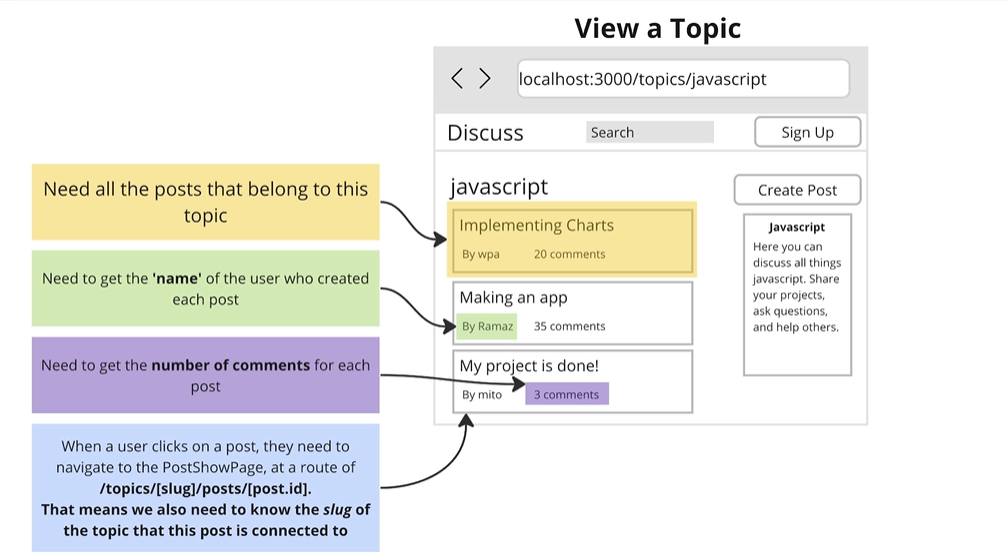 View a Topic
localhost:3000/topics/javascript
Discuss
Search
Sign Up
Need all the posts that belong to this
topic
Need to get the 'name' of the user who created
each post
Need to get the number of comments for each
post
When a user clicks on a post, they need to
navigate to the PostShowPage, at a route of
/topics/[slug]/posts/[post.id].
That means we also need to know the slug of
the topic that this post is connected to
javascript
Create Post
Implementing Charts
By wpa 20 comments
Making an app
By Ramaz 35 comments
My project is done!
By mito 3 comments
Javascript
Here you can
discuss all things
javascript. Share
your projects,
ask questions,
and help others.